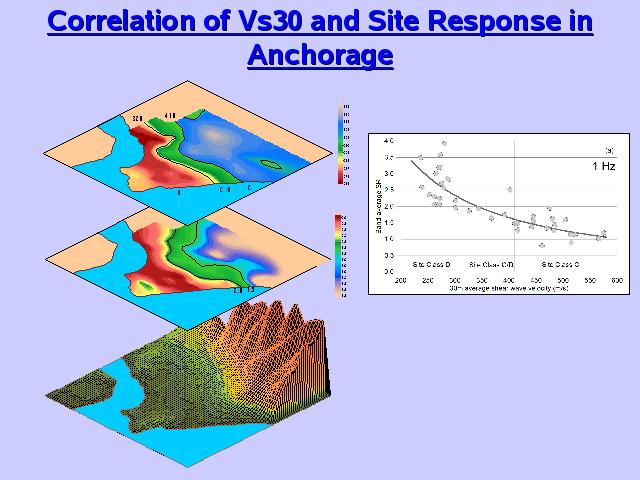 Correlation of Vs30 and Site Response in
Anchorage
(a)
1 Hz
4.0
3.5
3.0
2.5
2.0
1.5
1.0
0.5
0.0
Band average SR
Site Class D
Site Class C/D
Site Class C
200 250 300 350 400 450 500 550 600
30m average shear wave velocity (m/s)